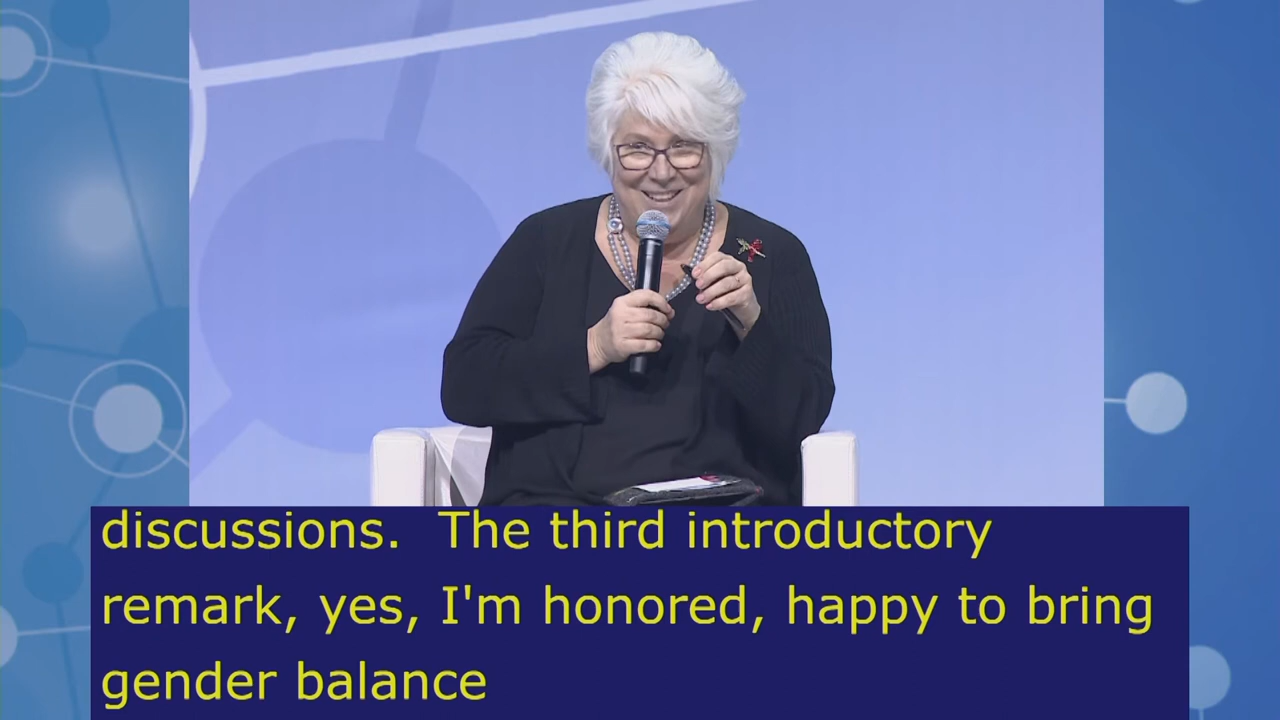 discussions.  The third introductory
remark, yes, I'm honored, happy to bring
gender balance